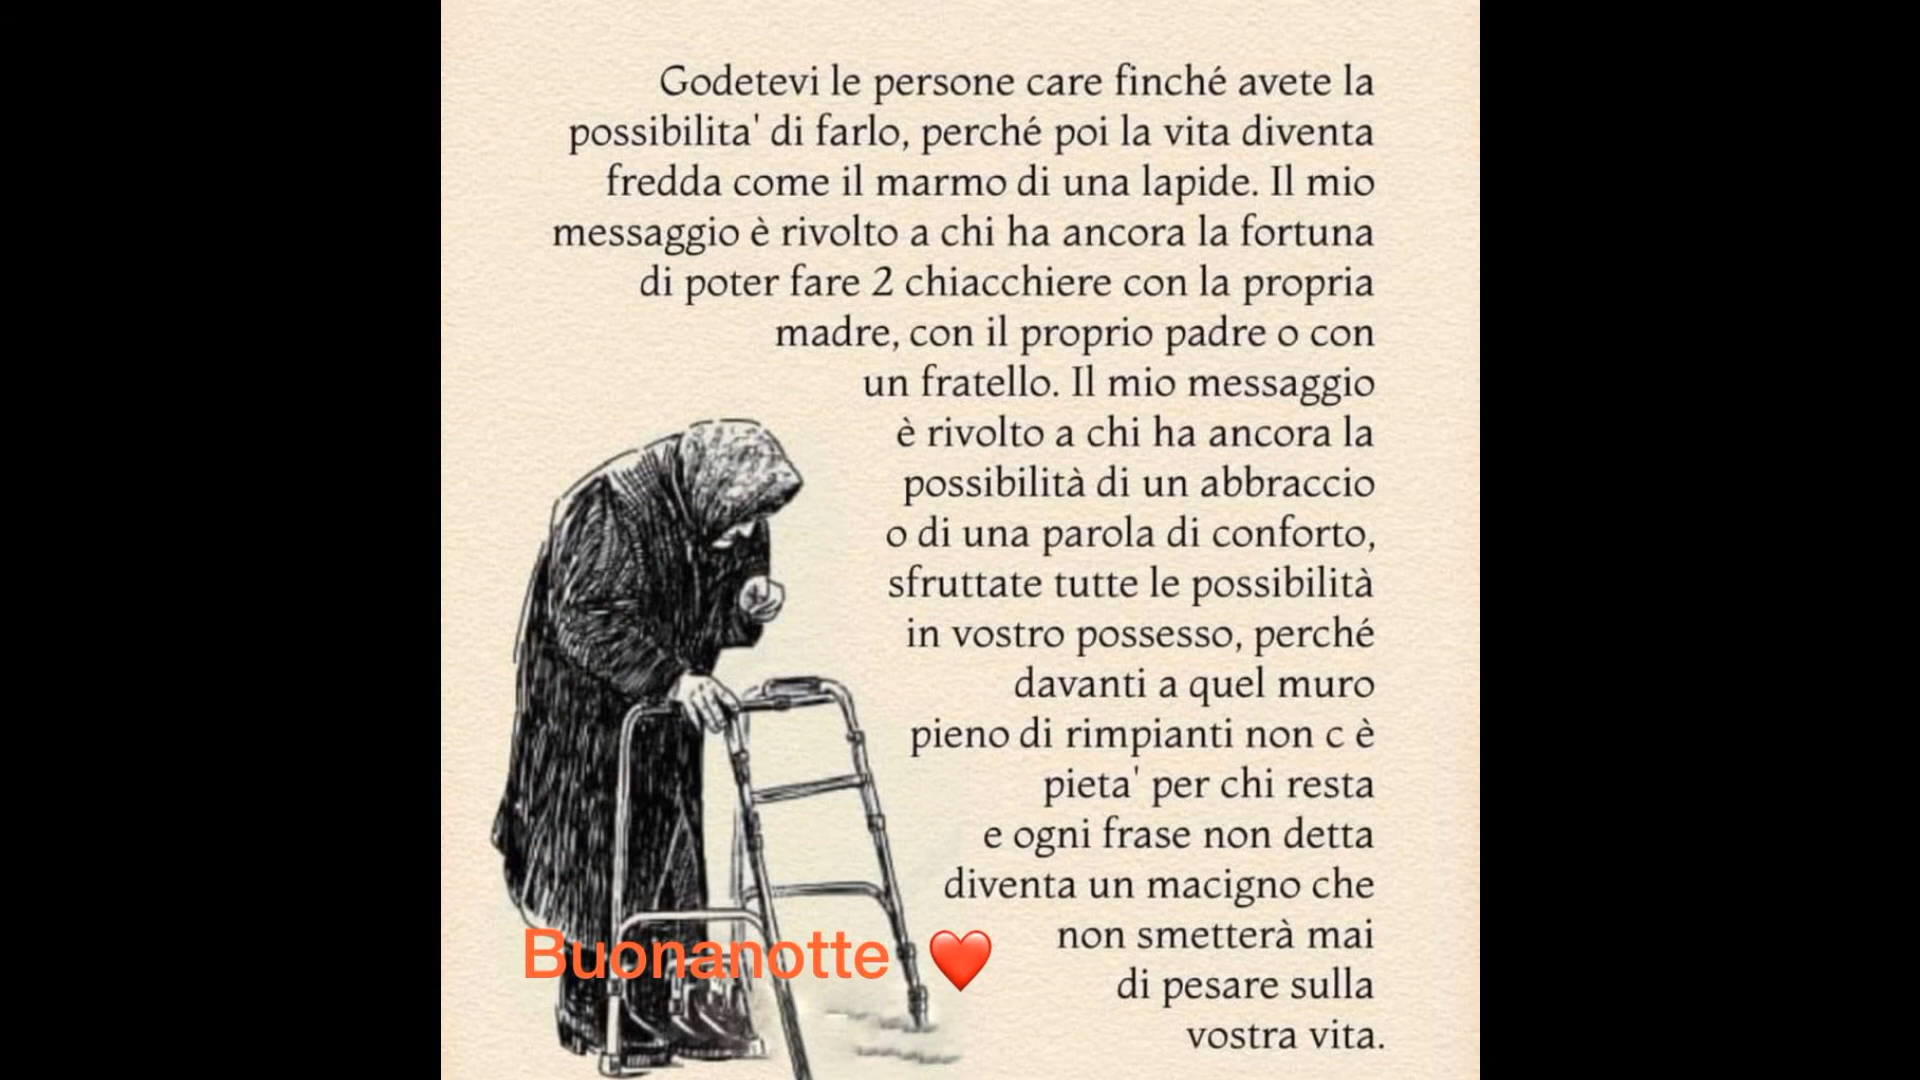 Godetevi le persone care finché avete la
possibilita' di farlo, perché poi la vita diventa
fredda come il marmo di una lapide. Il mio
messaggio è rivolto a chi ha ancora la fortuna
di poter fare 2 chiacchiere con la propria
madre, con il proprio padre o con
un fratello. Il mio messaggio
è rivolto a chi ha ancora la
possibilità di un abbraccio
o di una parola di conforto,
sfruttate tutte le possibilità
in vostro possesso, perché
davanti a quel muro
pieno di rimpianti non c è
pieta' per chi resta
e ogni frase non detta
diventa un macigno che
non smetterà mai
di pesare sulla
vostra vita.
Buonanotte ❤️